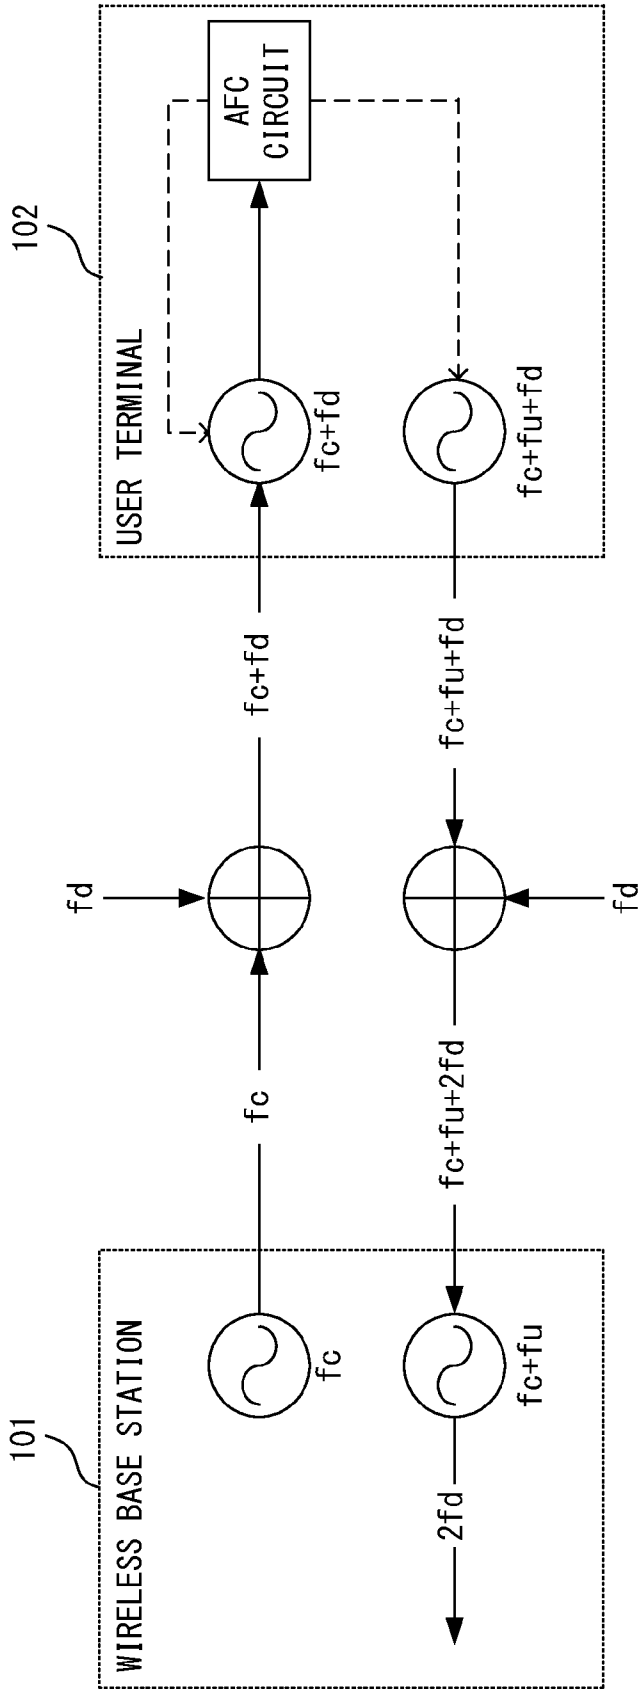 101
WIRELESS BASE STATION
fc
fc+fu
2fd
fc
fc+fu+2fd
fd
fd
fc+fd
fc+fu+fd
102
USER TERMINAL
fc+fd
fc+fu+fd
AFC
CIRCUIT